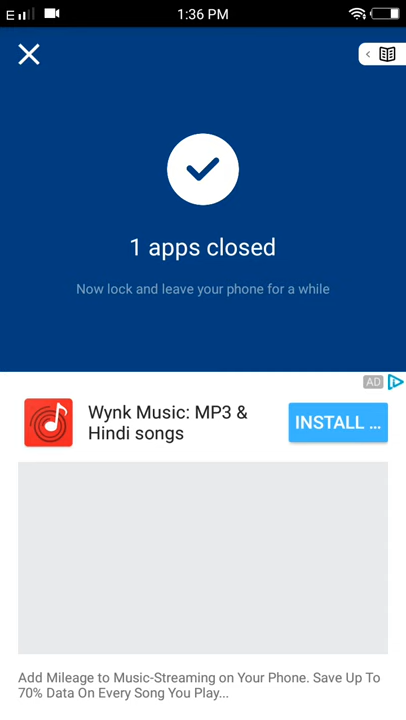 E 1:36 PM
1 apps closed
Now lock and leave your phone for a while
AD
Wynk Music: MP3 &
Hindi songs
INSTALL ...
Add Mileage to Music-Streaming on Your Phone. Save Up To
70% Data On Every Song You Play...